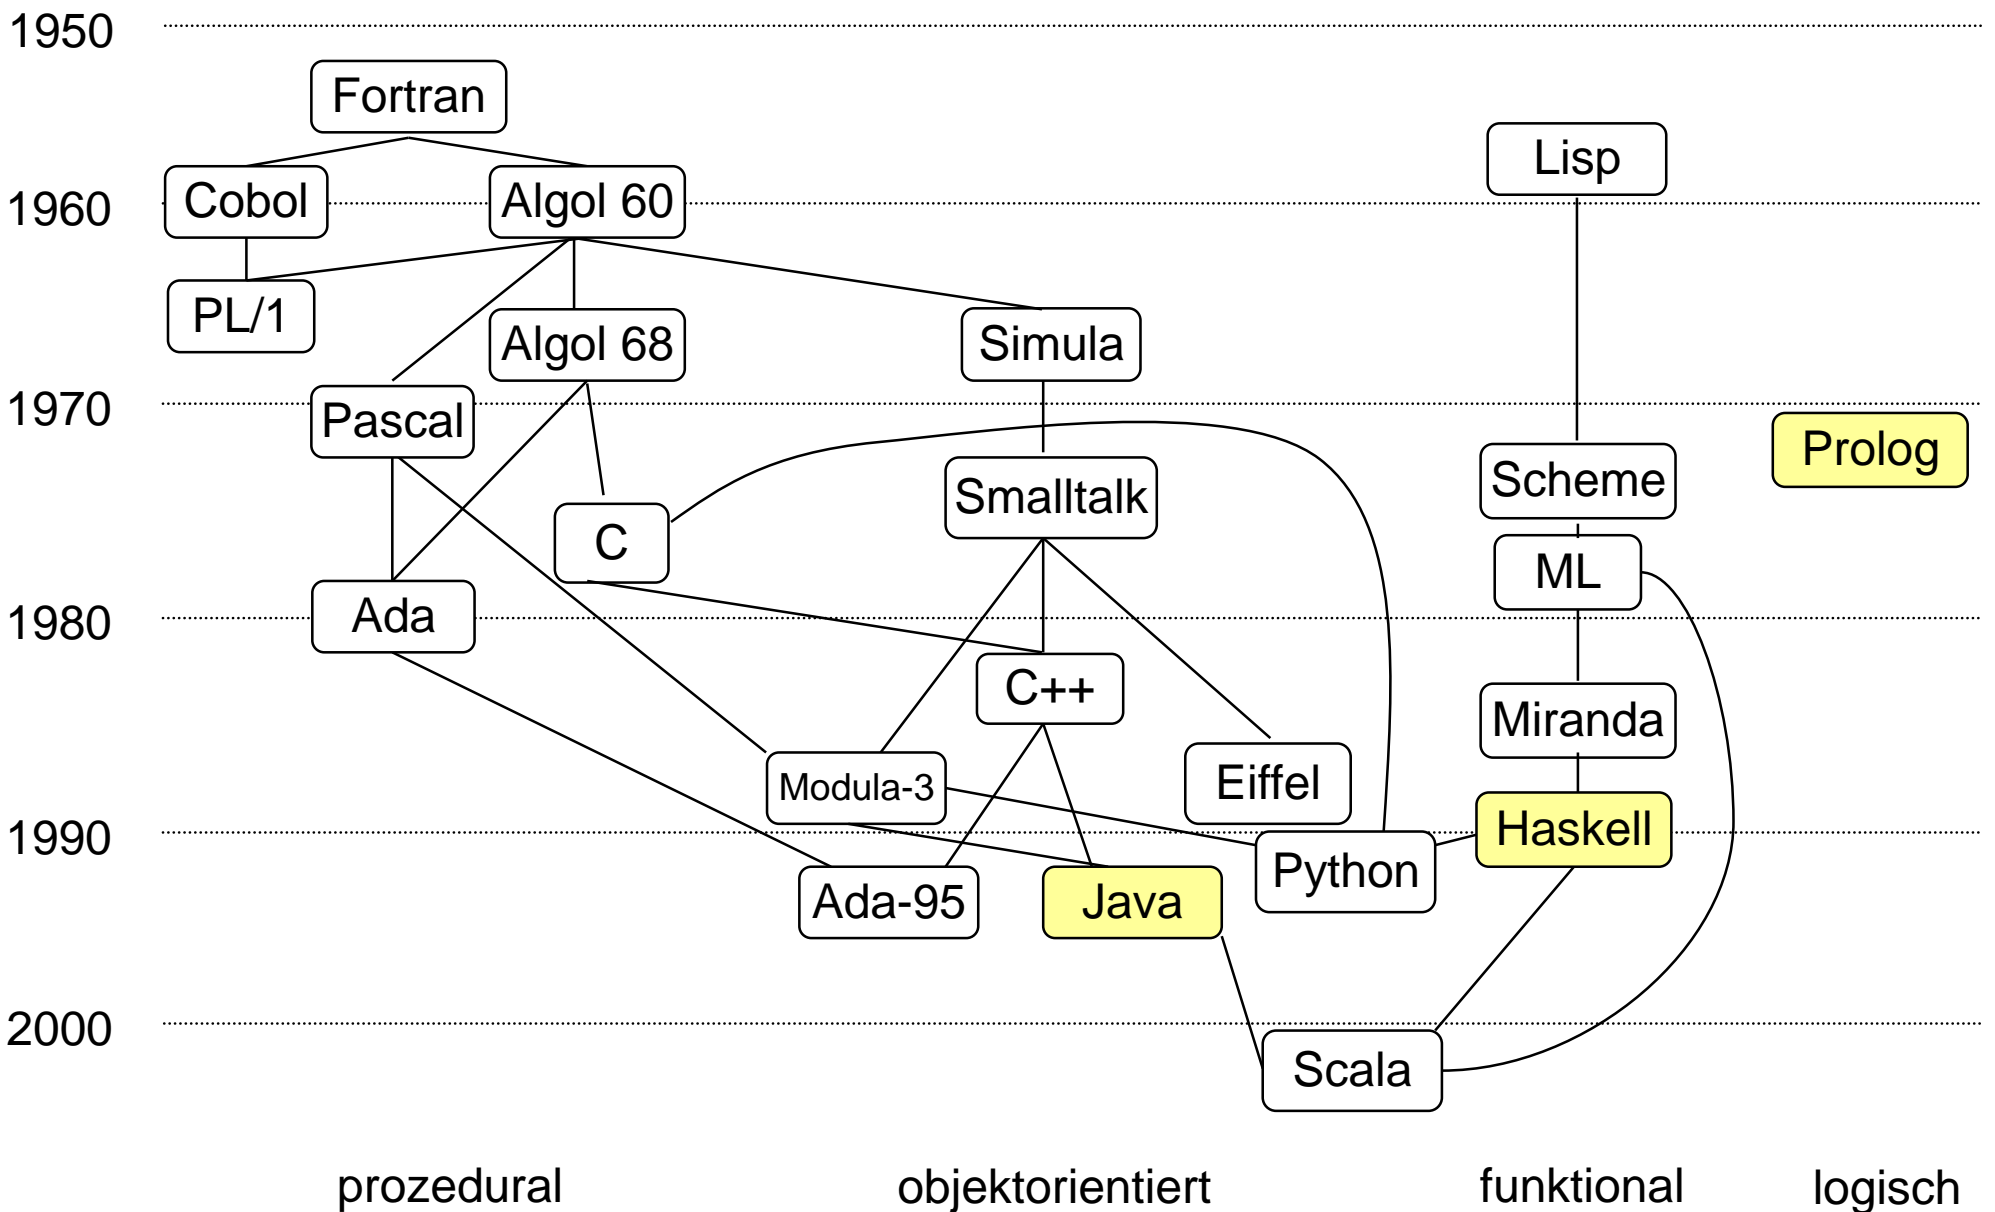 1950
Fortran
Lisp
Cobol
Algol 60
1960
PL/1
Algol 68
Simula
1970
Pascal
Prolog
Scheme
Smalltalk
C
ML
Ada
1980
C++
Miranda
Modula-3
Eiffel
1990
Haskell
Python
Ada-95
Java
2000
Scala
prozedural
objektorientiert
funktional
logisch